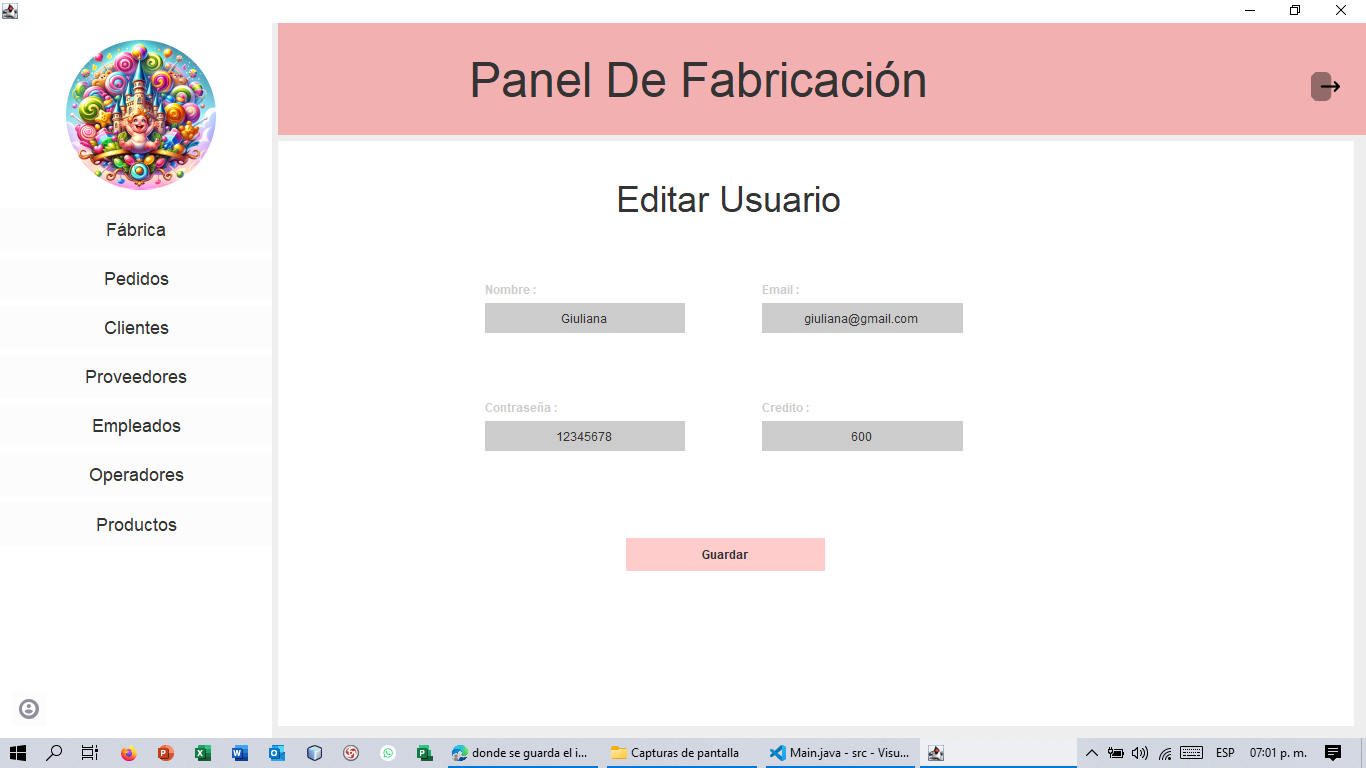 Panel De Fabricación
Fábrica
Pedidos
Clientes
Proveedores
Empleados
Operadores
Productos
Editar Usuario
Nombre :
Email :
Giuliana
giuliana@gmail.com
Contraseña :
Credito :
12345678
600
Guardar
donde se guarda el i...
Capturas de pantalla
Main.java - src - Visu...
ESP
07:01 p. m.